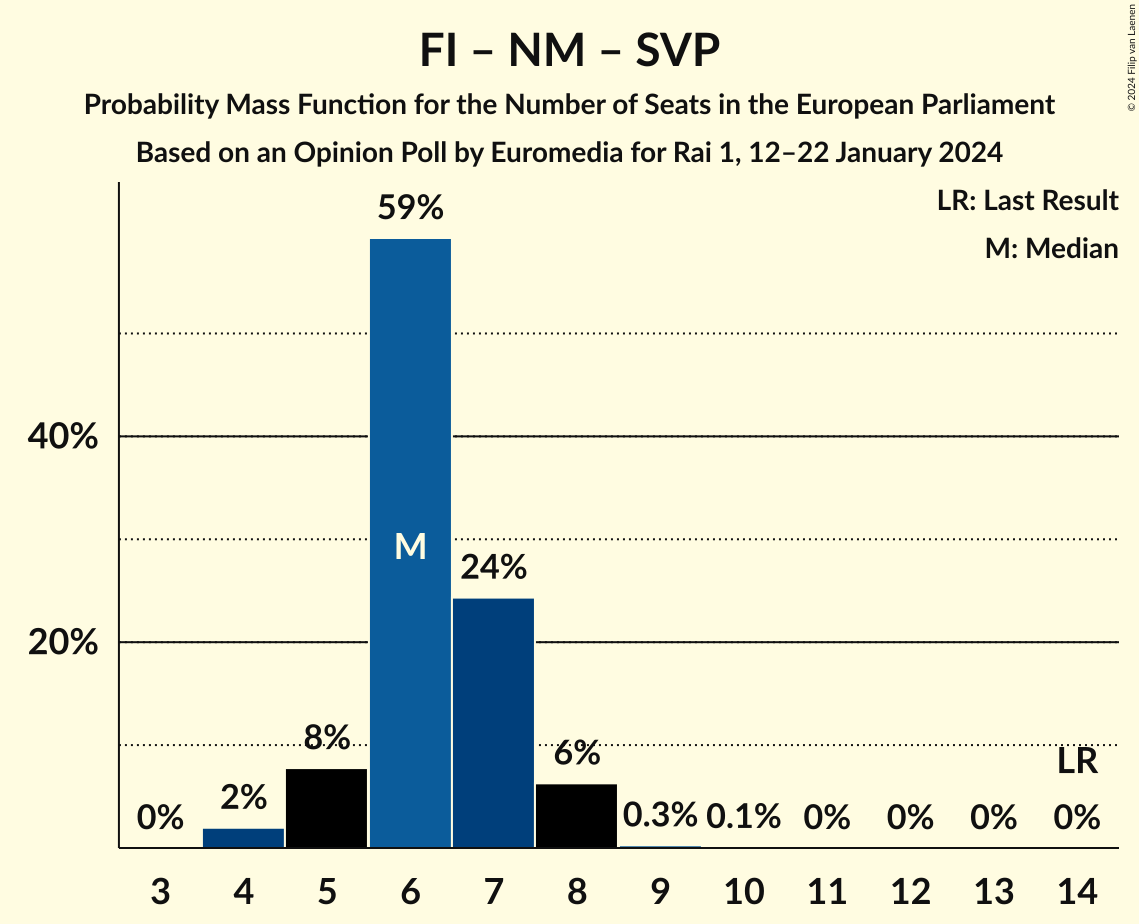 FI – NM – SVP
Probability Mass Function for the Number of Seats in the European Parliament
Based on an Opinion Poll by Euromedia for Rai 1, 12–22 January 2024
© 2024 Filip van Laenen
LR: Last Result
M: Median
59%
40%
M
24%
20%
8%
6%
LR
0%
2%
0.3%
0.1%
0%
0%
0%
0%
3 4 5 6 7 8 9 10 11 12 13 14